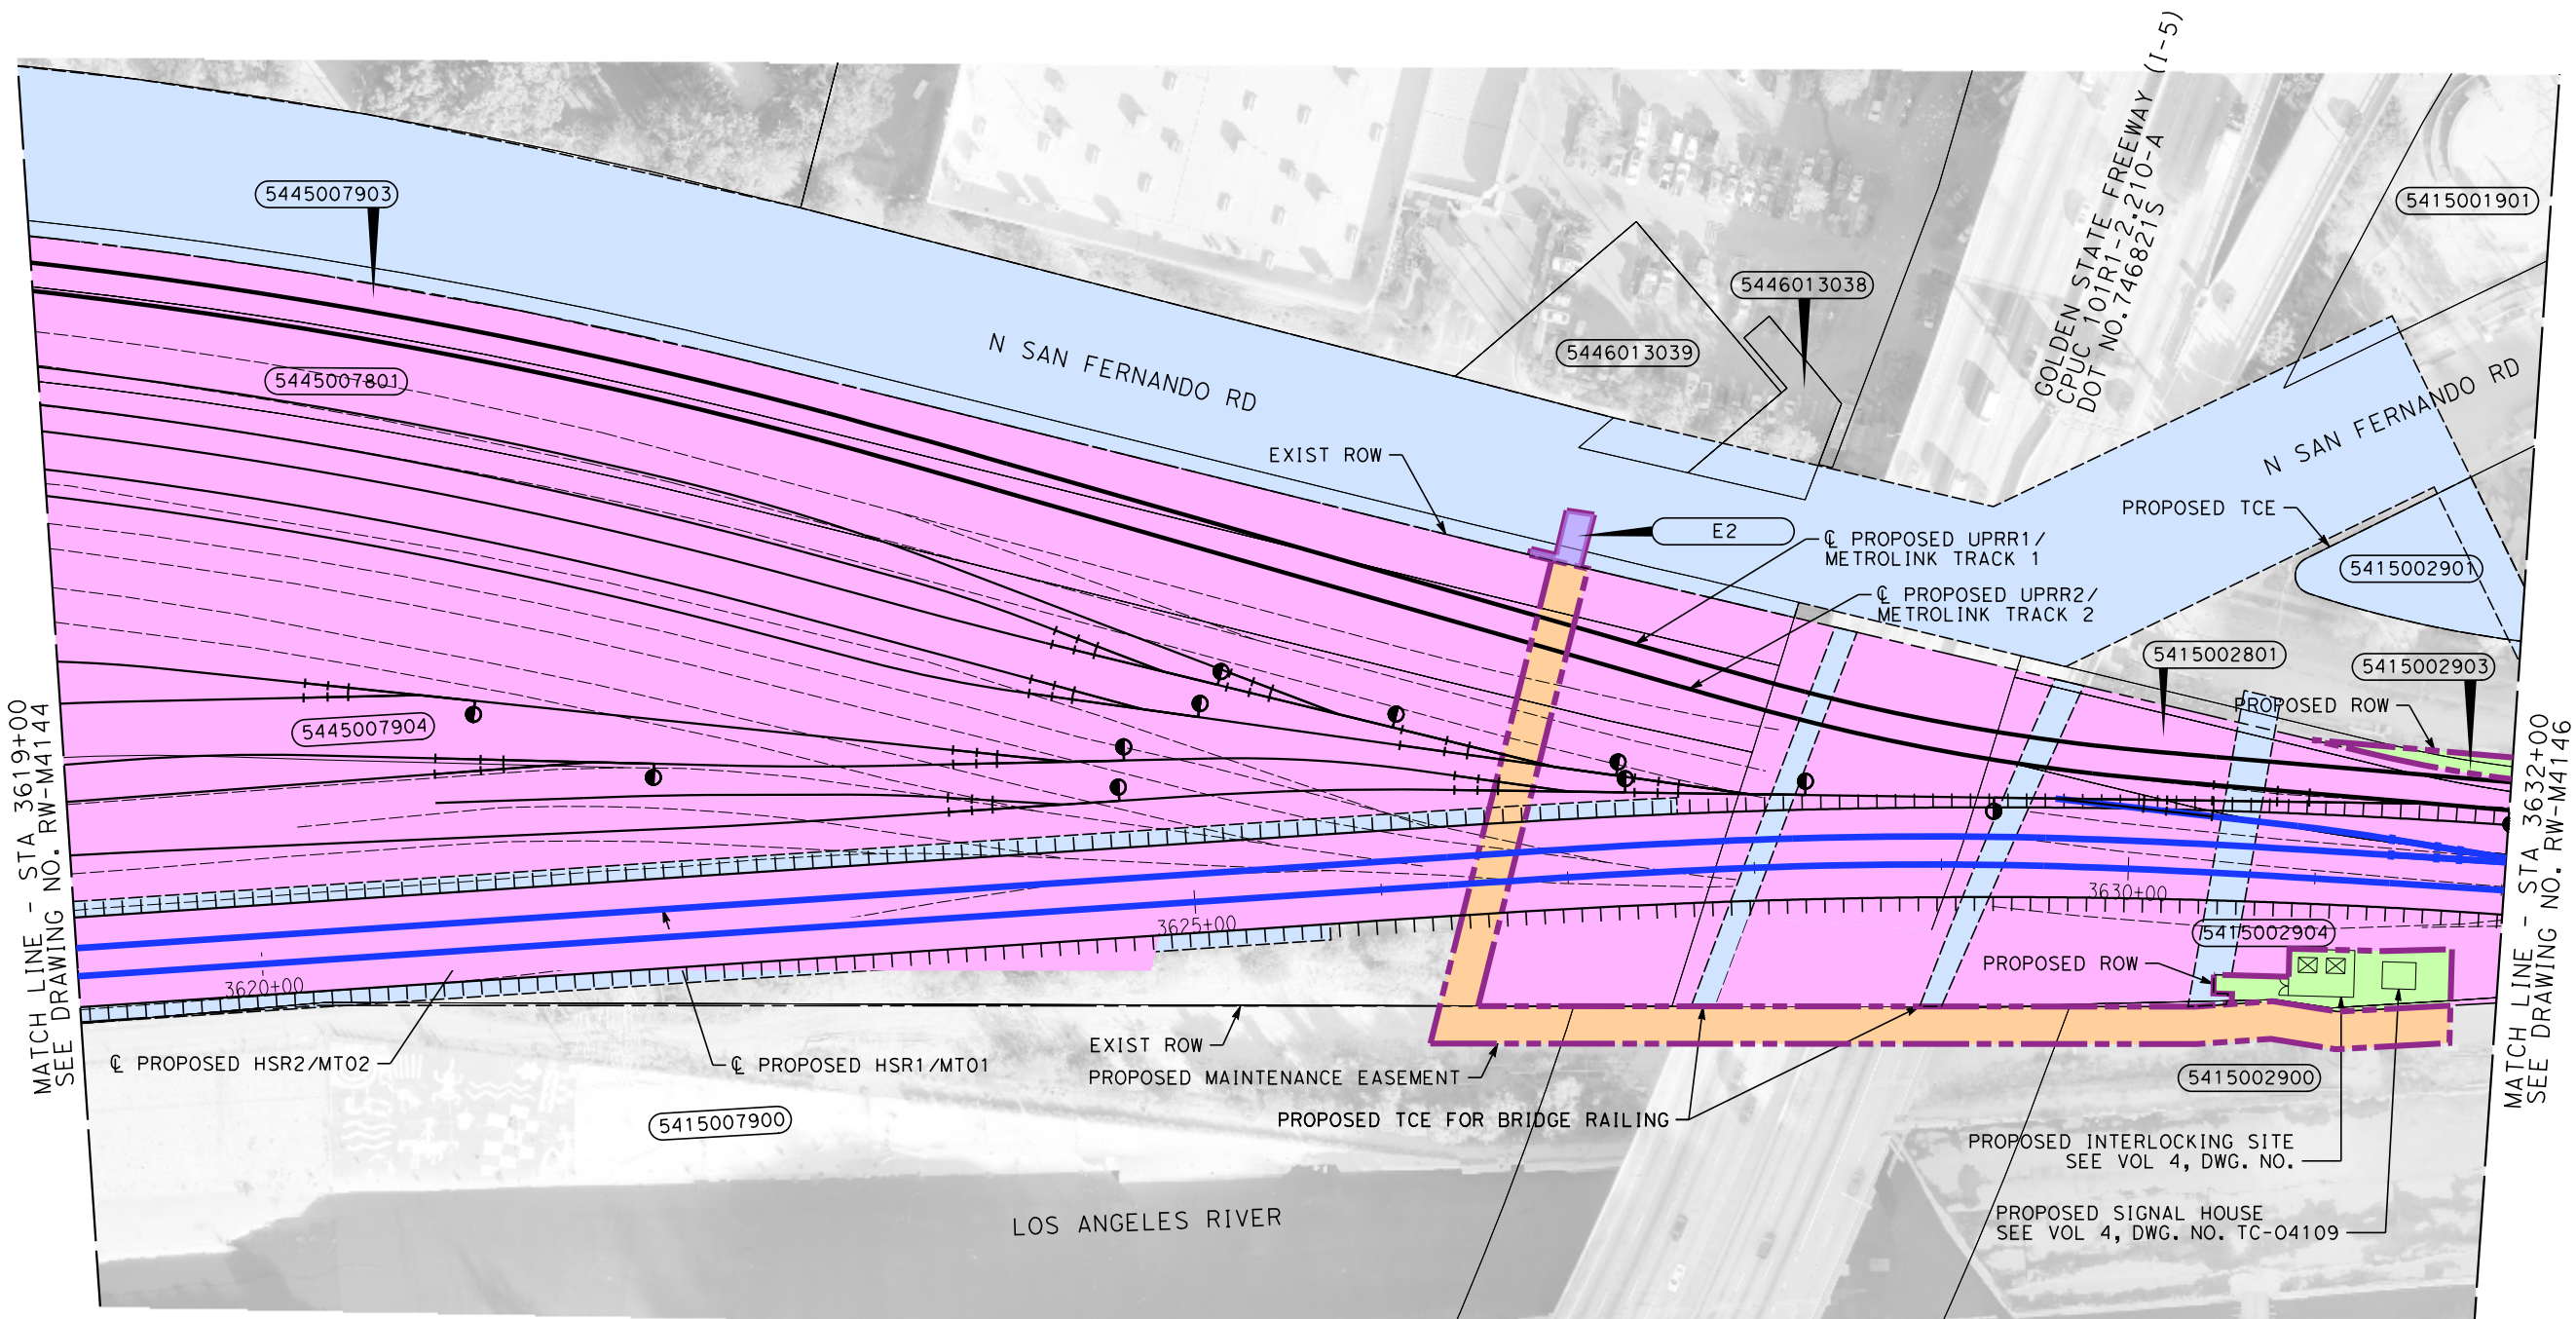 GOLDEN STATE FREEWAY (I-5)
CPUC 101R1-2.210-A
DOT NO.746821S
5445007903
5415001901
5446013038
N SAN FERNANDO RD
5446013039
5445007801
N SAN FERNANDO RD
EXIST ROW
PROPOSED TCE
E2
℄ PROPOSED UPRR1/
METROLINK TRACK 1
5415002901
℄ PROPOSED UPRR2/
METROLINK TRACK 2
5415002801
5415002903
PROPOSED ROW
5445007904
MATCH LINE - STA 3619+00
SEE DRAWING NO. RW-M4144
MATCH LINE - STA 3632+00
SEE DRAWING NO. RW-M4146
3630+00
3625+00
5415002904
PROPOSED ROW
3620+00
EXIST ROW
℄ PROPOSED HSR2/MT02
℄ PROPOSED HSR1/MT01
PROPOSED MAINTENANCE EASEMENT
5415002900
5415007900
PROPOSED TCE FOR BRIDGE RAILING
PROPOSED INTERLOCKING SITE
SEE VOL 4, DWG. NO.
LOS ANGELES RIVER
PROPOSED SIGNAL HOUSE
SEE VOL 4, DWG. NO. TC-04109